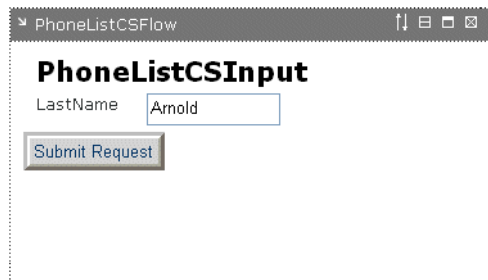 PhoneListCSFlow
PhoneListCSInput
LastName Arnold
Submit Request